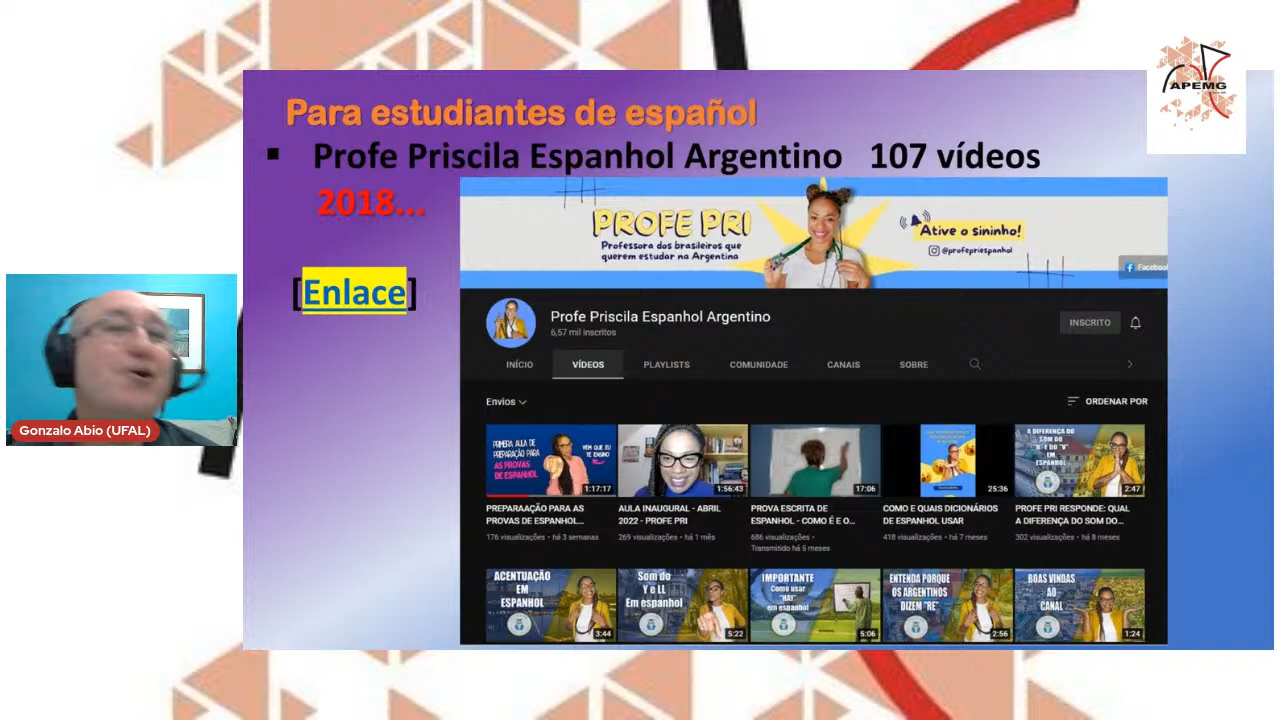 APEMG
Para estudiantes de español
▪ Profe Priscila Espanhol Argentino 107 vídeos
2018...
[Enlace]
PROFE PRI
Professora dos brasileiros que
querem estudar na Argentina
Ative o sininho!
@profepriespanhol
Facebook
Profe Priscila Espanhol Argentino
6,57 mil inscritos
INSCRITO
INÍCIO VÍDEOS PLAYLISTS COMUNIDADE CANAIS SOBRE
Envios
ORDENAR POR
PRIMERA AULA DE
PREPARAÇÃO PARA
AS PROVAS
DE ESPANHOL
VEM QUE EU
TE ENSINO
1:17:17
1:56:43
17:06
25:36
A DIFERENÇA DO
SOM DO
"B" E DO "V"
EM
ESPANHOL
2:47
PREPARAAÇÃO PARA AS
PROVAS DE ESPANHOL...
176 visualizações • há 3 semanas
AULA INAUGURAL - ABRIL
2022 - PROFE PRI
269 visualizações • há 1 mês
PROVA ESCRITA DE
ESPANHOL - COMO É E O...
686 visualizações •
Transmitido há 5 meses
COMO E QUAIS DICIONÁRIOS
DE ESPANHOL USAR
418 visualizações • há 7 meses
PROFE PRI RESPONDE: QUAL
A DIFERENÇA DO SOM DO...
302 visualizações • há 8 meses
ACENTUAÇÃO
EM
ESPANHOL
3:44
Som do
Y e LL
Em espanhol
5:22
IMPORTANTE
Como usar
"HAY"
em espanhol
5:06
ENTENDA PORQUE
OS ARGENTINOS
DIZEM "RE"
2:56
BOAS VINDAS
AO
CANAL
1:24
Gonzalo Abio (UFAL)